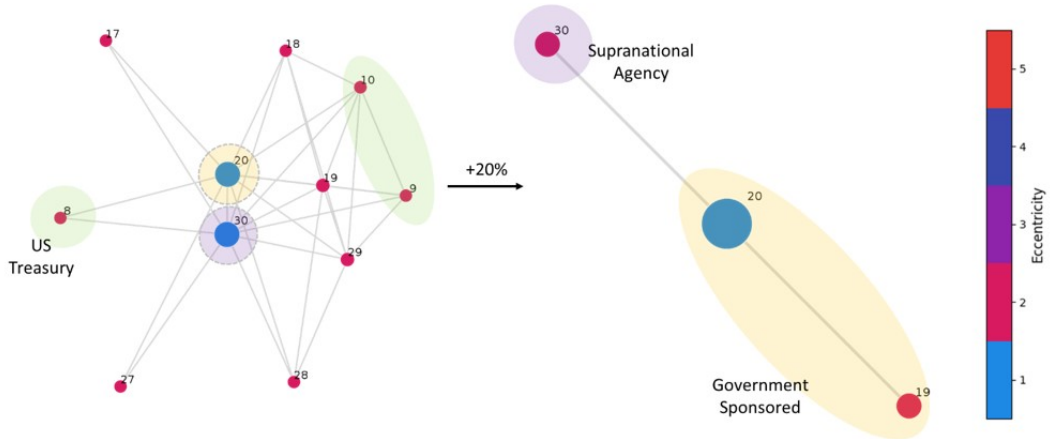 17
18
10
20
19
9
8
30
US
Treasury
29
27
28
+20%
30
Supranational
Agency
20
19
Government
Sponsored
5
4
3
2
1
Eccentricity